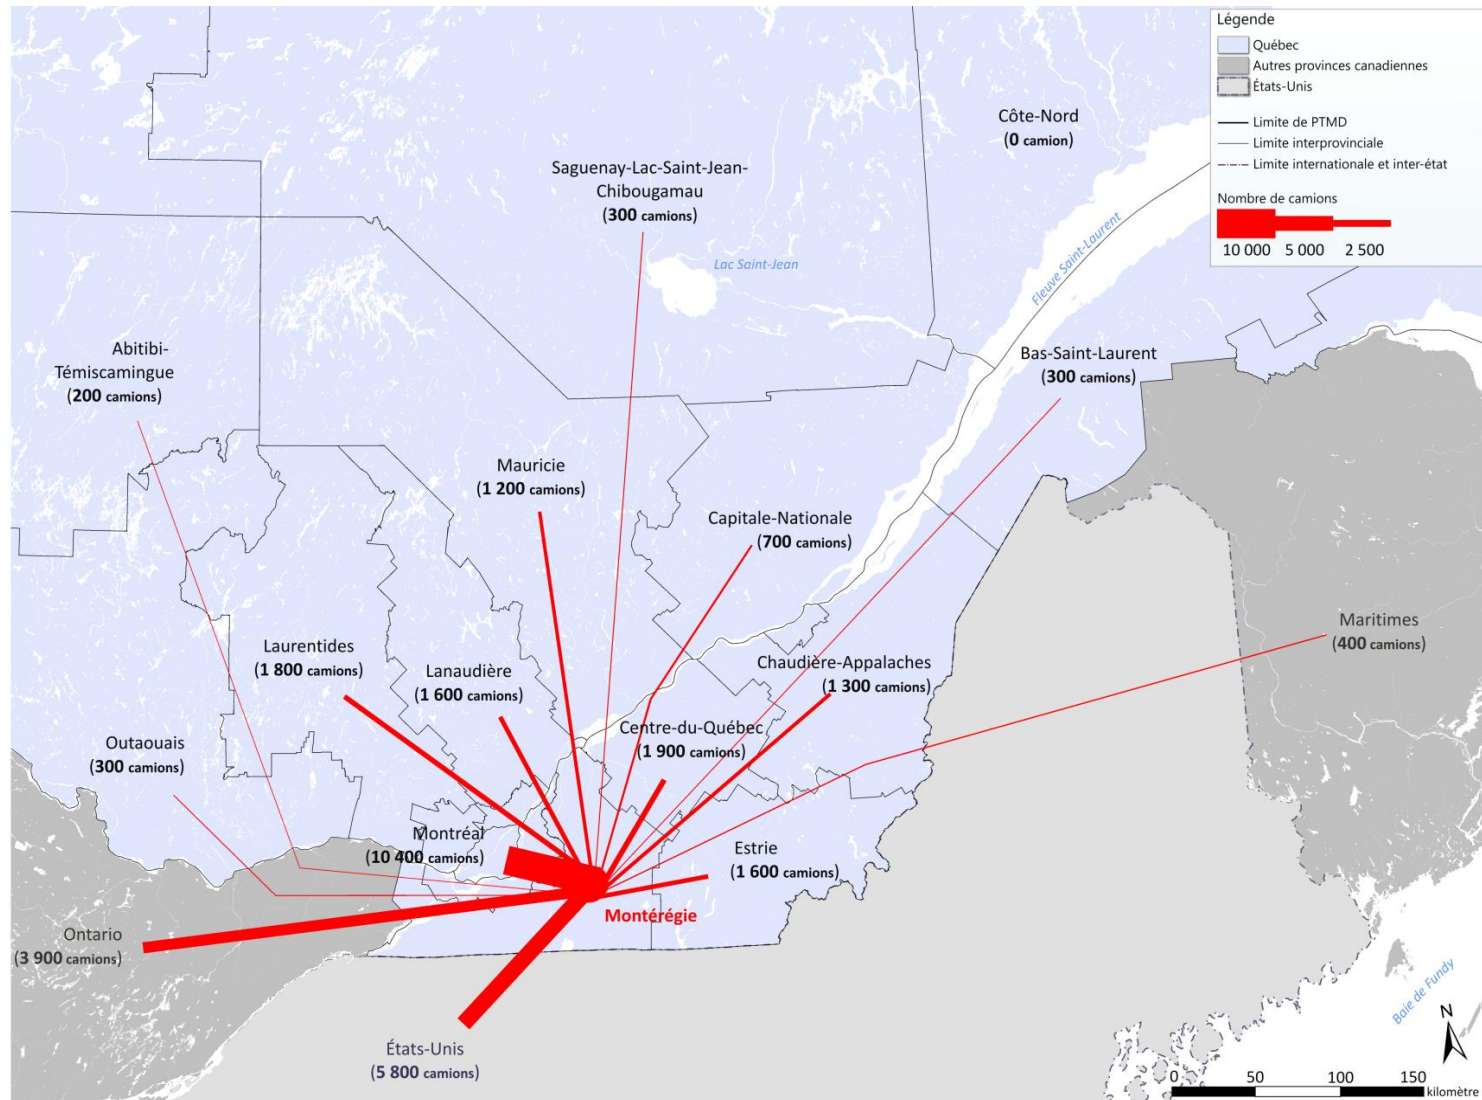 Légende
Québec
Autres provinces canadiennes
États-Unis
Limite de PTMD
Limite interprovinciale
Limite internationale et inter-état
Nombre de camions
10 000 5 000 2 500
Côte-Nord
(0 camion)
Saguenay-Lac-Saint-Jean-
Chibougamau
(300 camions)
Lac Saint-Jean
Fleuve Saint-Laurent
Abitibi-
Témiscamingue
(200 camions)
Bas-Saint-Laurent
(300 camions)
Mauricie
(1 200 camions)
Capitale-Nationale
(700 camions)
Maritimes
(400 camions)
Laurentides
(1 800 camions)
Lanaudière
(1 600 camions)
Chaudière-Appalaches
(1 300 camions)
Centre-du-Québec
(1 900 camions)
Outaouais
(300 camions)
Montréal
(10 400 camions)
Estrie
(1 600 camions)
Montérégie
Ontario
(3 900 camions)
États-Unis
(5 800 camions)
Baie de Fundy
N
0 50 100 150
kilomètre